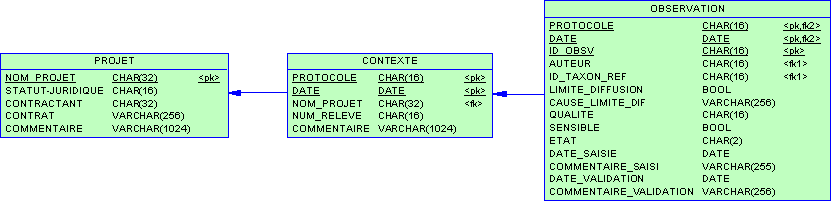 PROJET
NOM_PROJET CHAR(32) <pk>
STATUT-JURIDIQUE CHAR(16)
CONTRACTANT CHAR(32)
CONTRAT VARCHAR(256)
COMMENTAIRE VARCHAR(1024)
CONTEXTE
PROTOCOLE CHAR(16) <pk>
DATE DATE <pk>
NOM_PROJET CHAR(32) <fk>
NUM_RELEVE CHAR(16)
COMMENTAIRE VARCHAR(1024)
OBSERVATION
PROTOCOLE CHAR(16) <pk,fk2>
DATE DATE <pk,fk2>
ID_OBSV CHAR(16) <pk>
AUTEUR CHAR(16) <fk1>
ID_TAXON_REF CHAR(16) <fk1>
LIMITE_DIFFUSION BOOL
CAUSE_LIMITE_DIF VARCHAR(256)
QUALITE CHAR(16)
SENSIBLE BOOL
ETAT CHAR(2)
DATE_SAISIE DATE
COMMENTAIRE_SAISI VARCHAR(255)
DATE_VALIDATION DATE
COMMENTAIRE_VALIDATION VARCHAR(256)